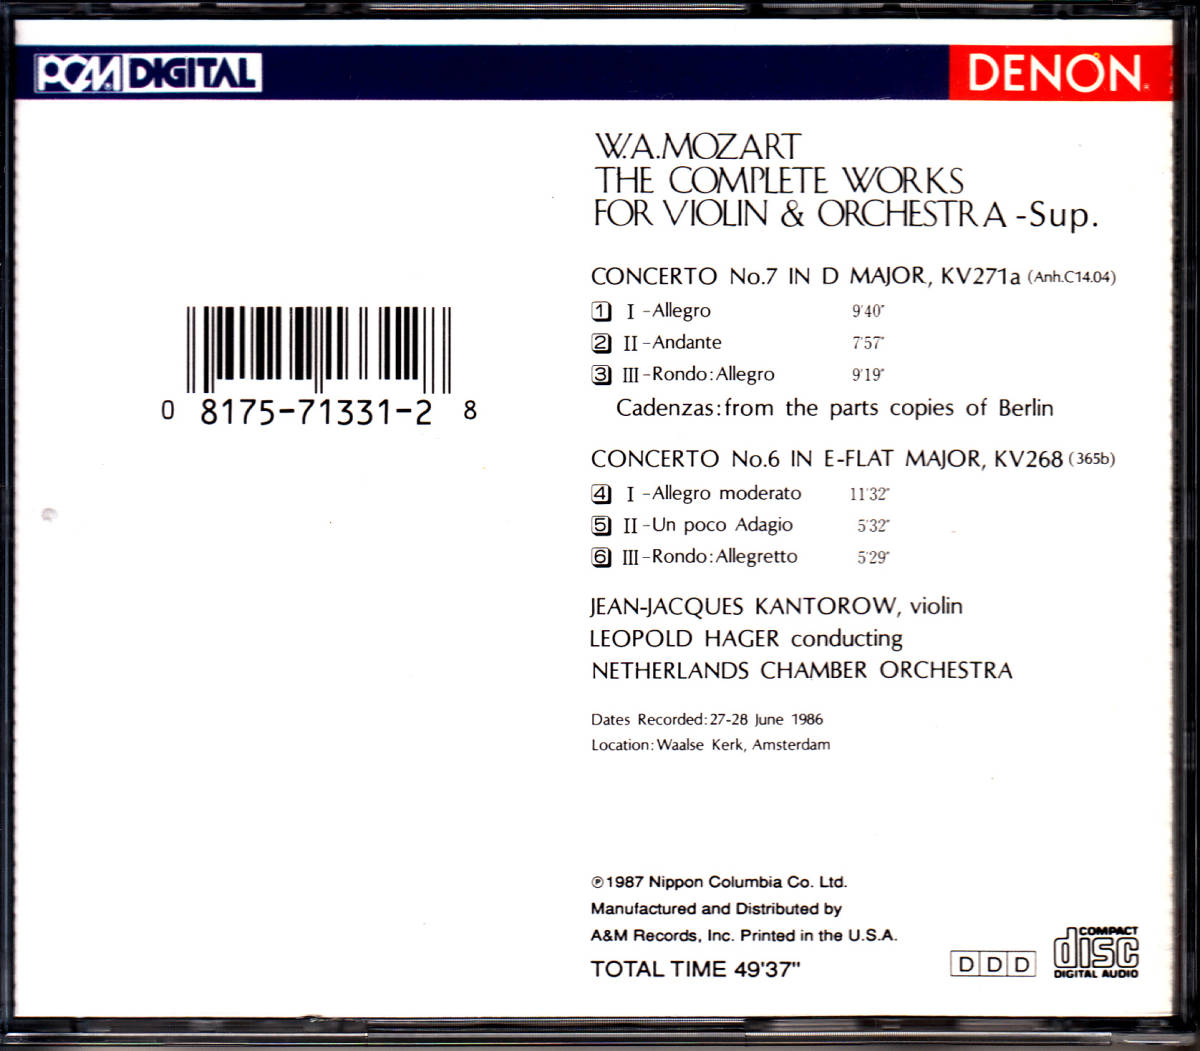 PCM DIGITAL
DENON
W.A.MOZART
THE COMPLETE WORKS
FOR VIOLIN & ORCHESTRA -Sup.
CONCERTO No.7 IN D MAJOR, KV271a (Anh.C14.04)
1 I -Allegro 9'40"
2 II -Andante 7'57"
3 III -Rondo:Allegro 9'19"
Cadenzas:from the parts copies of Berlin
0 8175-71331-2 8
CONCERTO No.6 IN E-FLAT MAJOR, KV268 (365b)
4 I -Allegro moderato 11'32"
5 II -Un poco Adagio 5'32"
6 III -Rondo:Allegretto 5'29"
JEAN-JACQUES KANTOROW, violin
LEOPOLD HAGER conducting
NETHERLANDS CHAMBER ORCHESTRA
Dates Recorded:27-28 June 1986
Location:Waalse Kerk, Amsterdam
℗1987 Nippon Columbia Co. Ltd.
Manufactured and Distributed by
A&M Records, Inc. Printed in the U.S.A.
TOTAL TIME 49'37"
D D D
COMPACT
disc
DIGITAL AUDIO